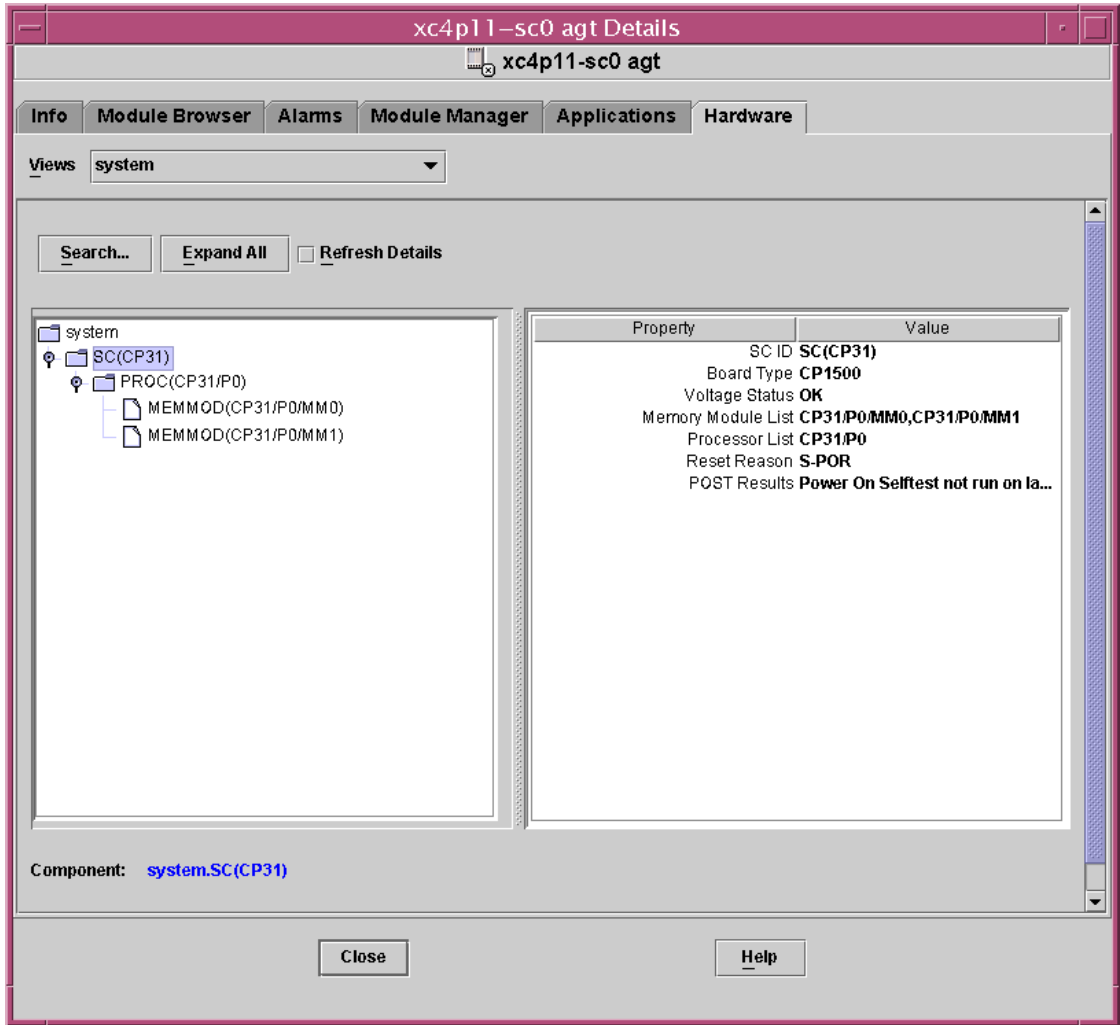 xc4p11-sc0 agt Details
xc4p11-sc0 agt
Info Module Browser Alarms Module Manager Applications Hardware
Views system
Search... Expand All Refresh Details
system
SC(CP31)
PROC(CP31/P0)
MEMMOD(CP31/P0/MM0)
MEMMOD(CP31/P0/MM1)
Property Value
SC ID SC(CP31)
Board Type CP1500
Voltage Status OK
Memory Module List CP31/P0/MM0,CP31/P0/MM1
Processor List CP31/P0
Reset Reason S-POR
POST Results Power On Selftest not run on la...
Component: system.SC(CP31)
Close Help